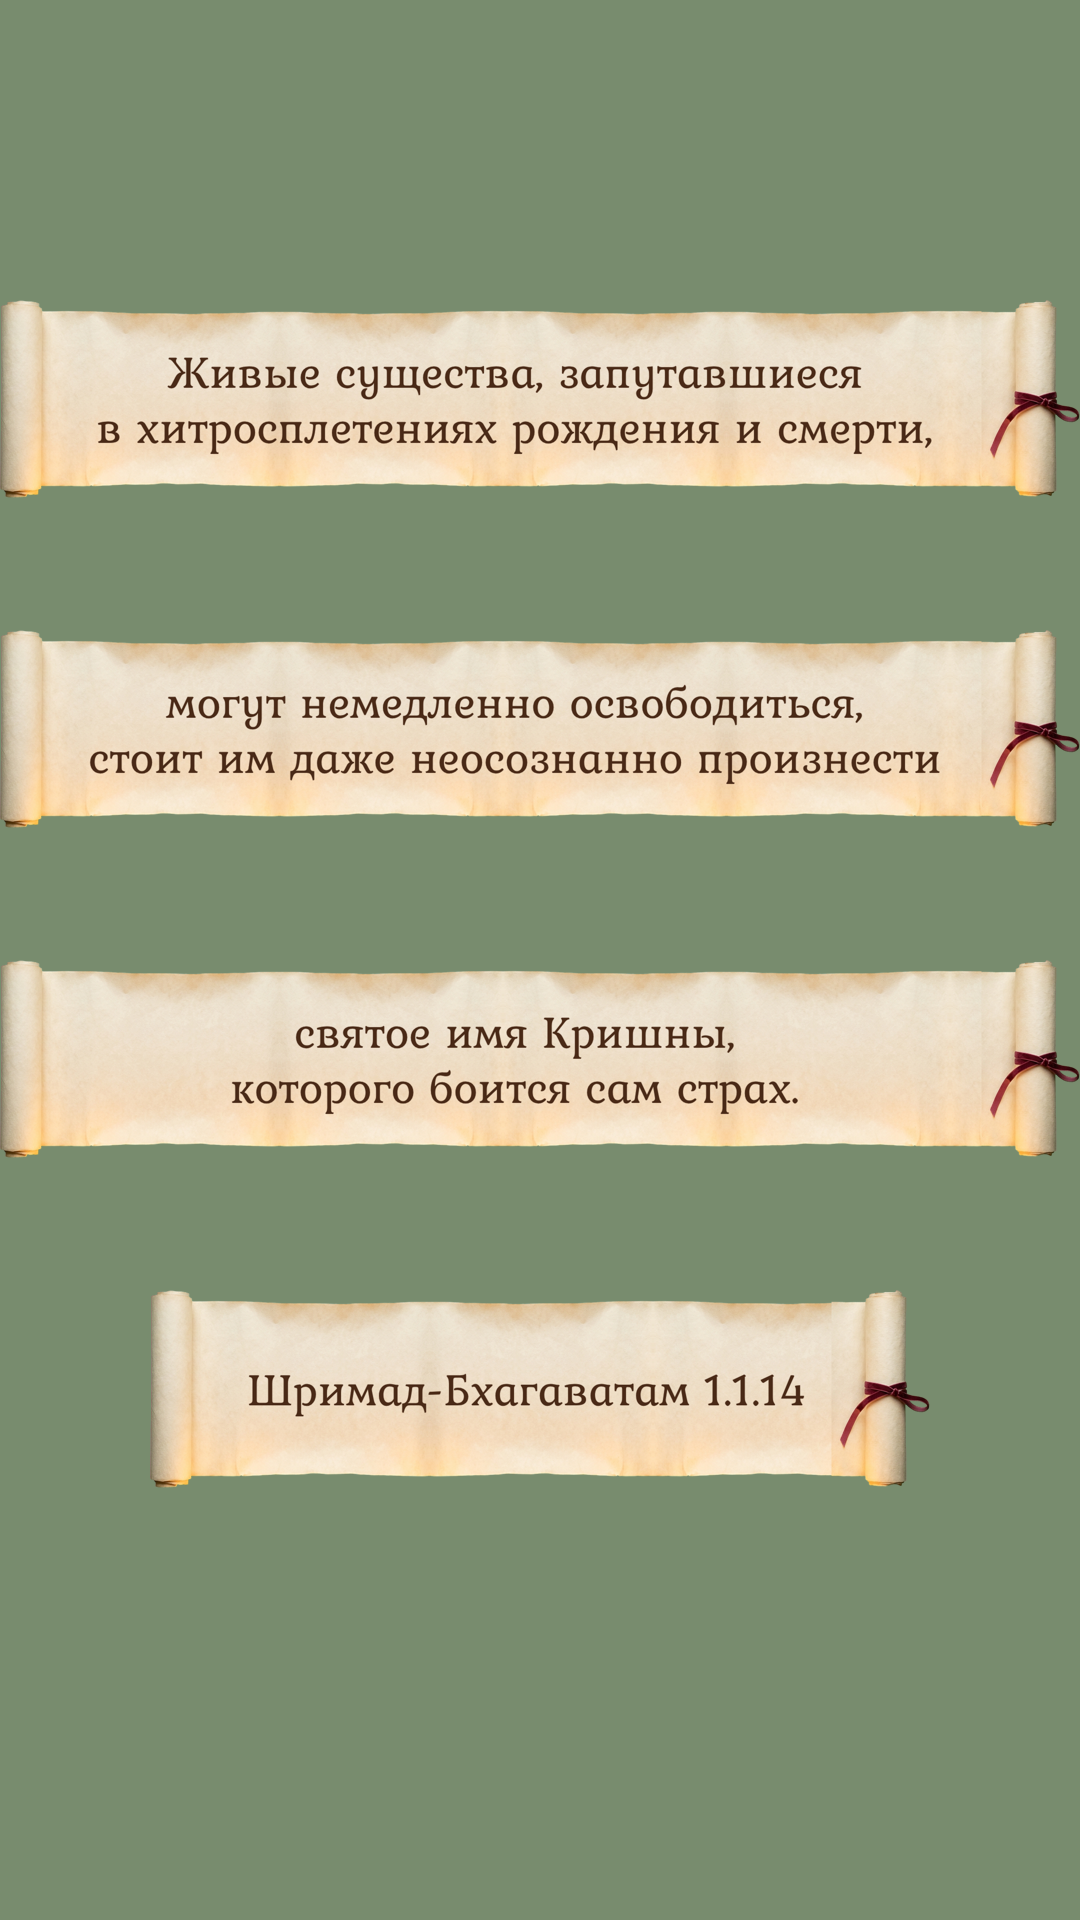 Живые существа, запутавшиеся
в хитросплетениях рождения и смерти,
могут немедленно освободиться,
стоит им даже неосознанно произнести
святое имя Кришны,
которого боится сам страх.
Шримад-Бхагаватам 1.1.14